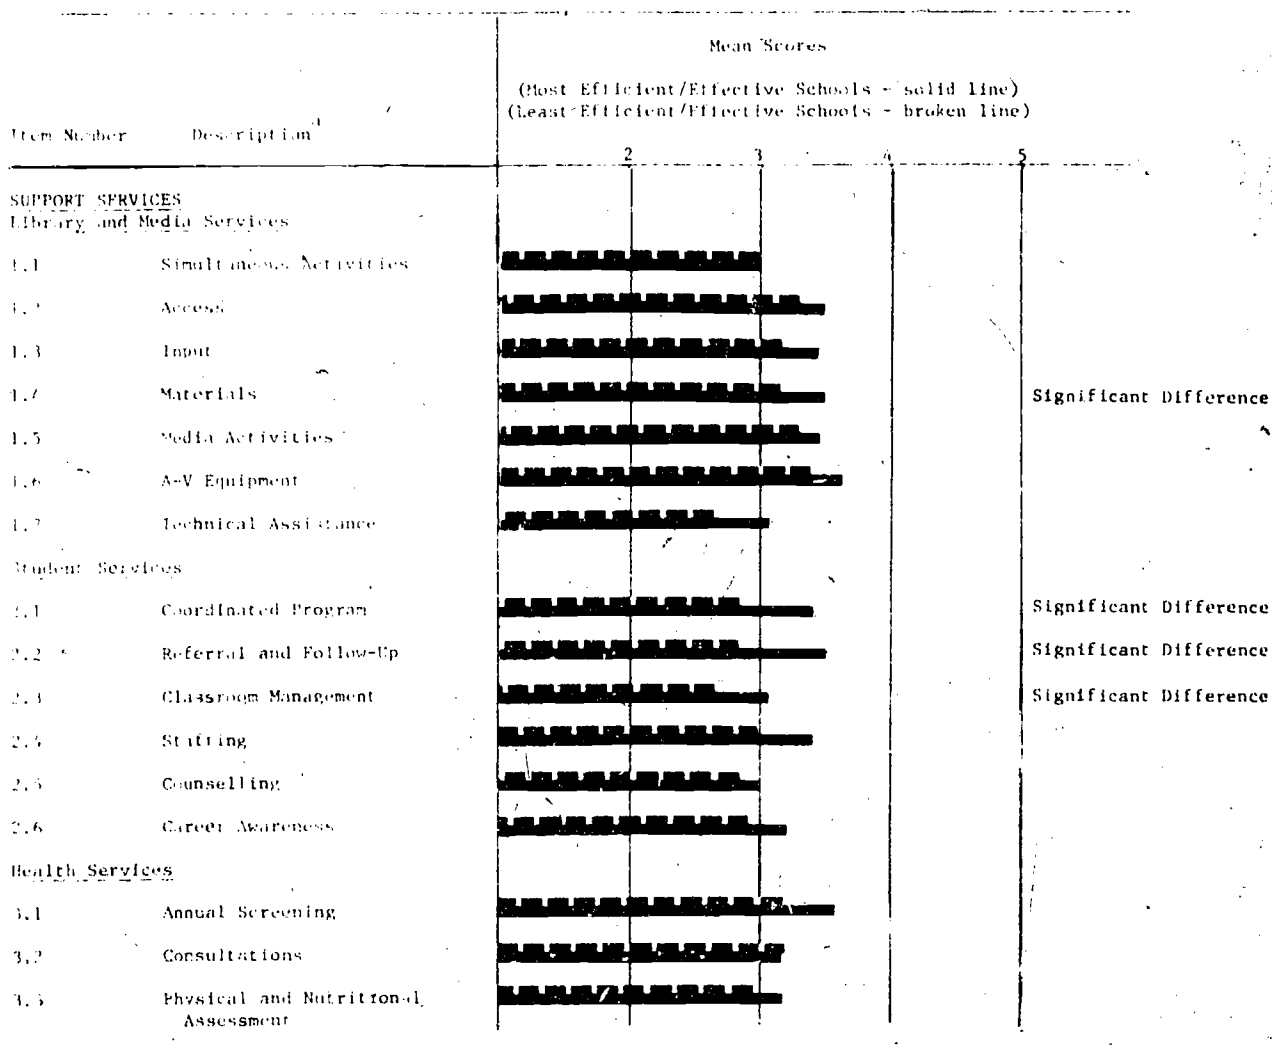 Mean Scores
(Most Efficient/Effective Schools - solid line)
(Least Efficient/Effective Schools - broken line)
Item Number Description
2 3 4 5
SUPPORT SERVICES
Library and Media Services
1.1 Simultaneous Activities
1.2 Access
1.3 Input
1.4 Materials Significant Difference
1.5 Media Activities
1.6 A-V Equipment
1.7 Technical Assistance
Student Services
2.1 Coordinated Program Significant Difference
2.2 Referral and Follow-Up Significant Difference
2.3 Classroom Management Significant Difference
2.4 Staffing
2.5 Counselling
2.6 Career Awareness
Health Services
3.1 Annual Screening
3.2 Consultations
3.3 Physical and Nutritional
Assessment